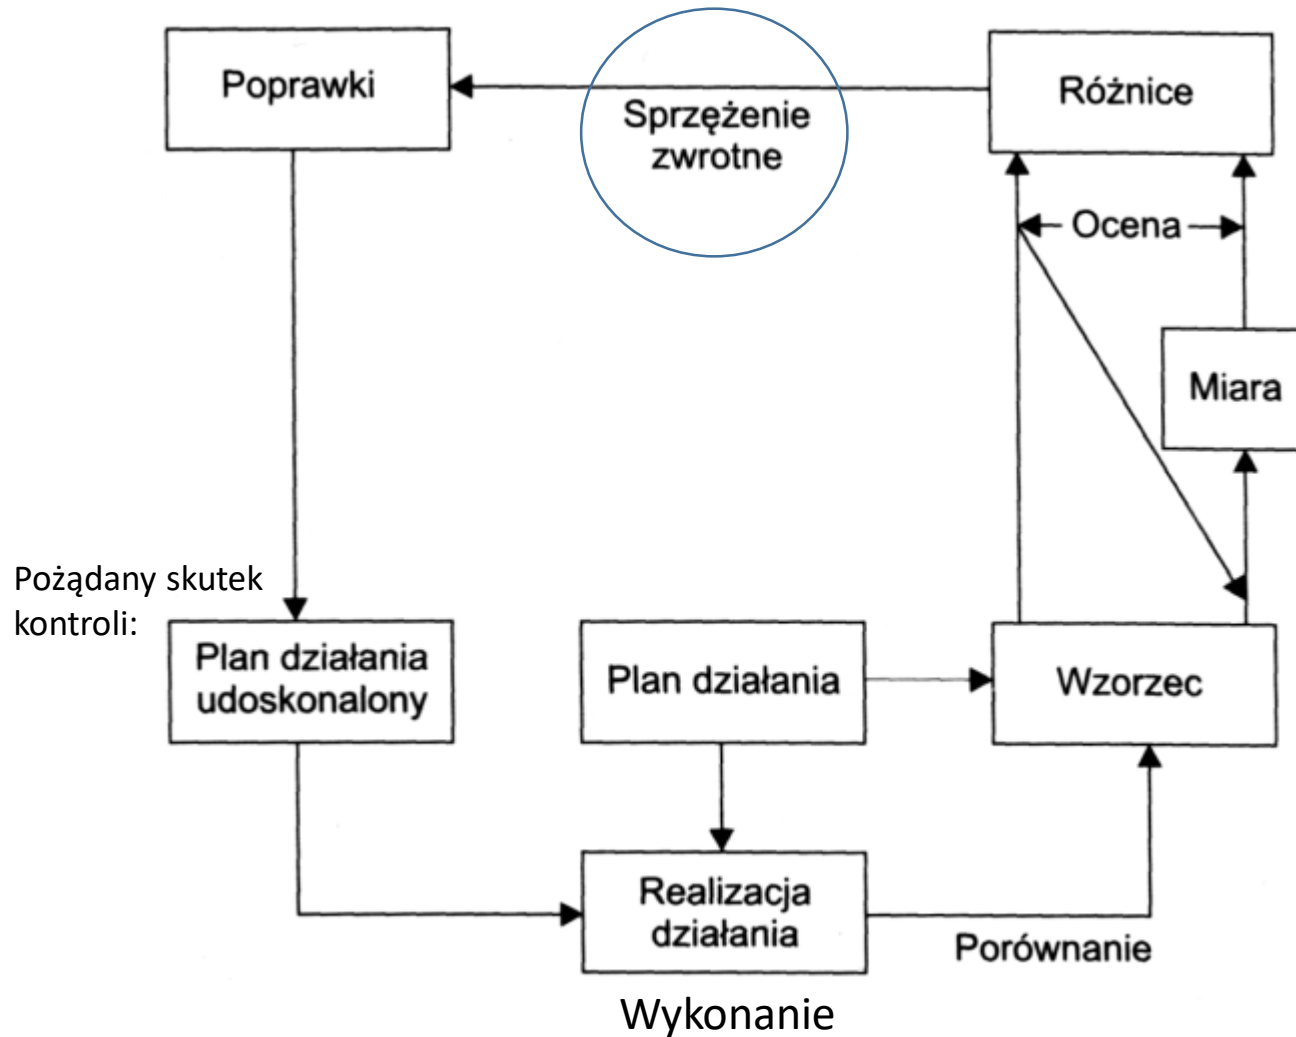 Poprawki
Sprzężenie
zwrotne
Różnice
Ocena
Miara
Pożądany skutek
kontroli:
Plan działania
udoskonalony
Plan działania
Wzorzec
Realizacja
działania
Porównanie
Wykonanie